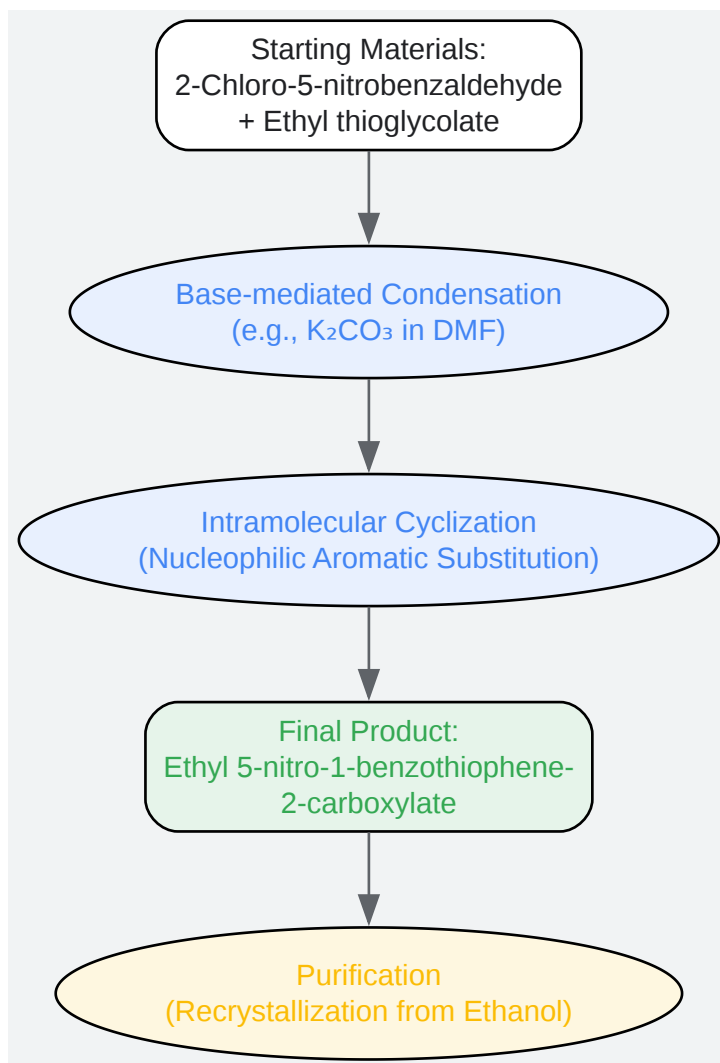 Starting Materials:
2-Chloro-5-nitrobenzaldehyde
+ Ethyl thioglycolate
Base-mediated Condensation
(e.g., K₂CO₃ in DMF)
Intramolecular Cyclization
(Nucleophilic Aromatic Substitution)
Final Product:
Ethyl 5-nitro-1-benzothiophene-
2-carboxylate
Purification
(Recrystallization from Ethanol)